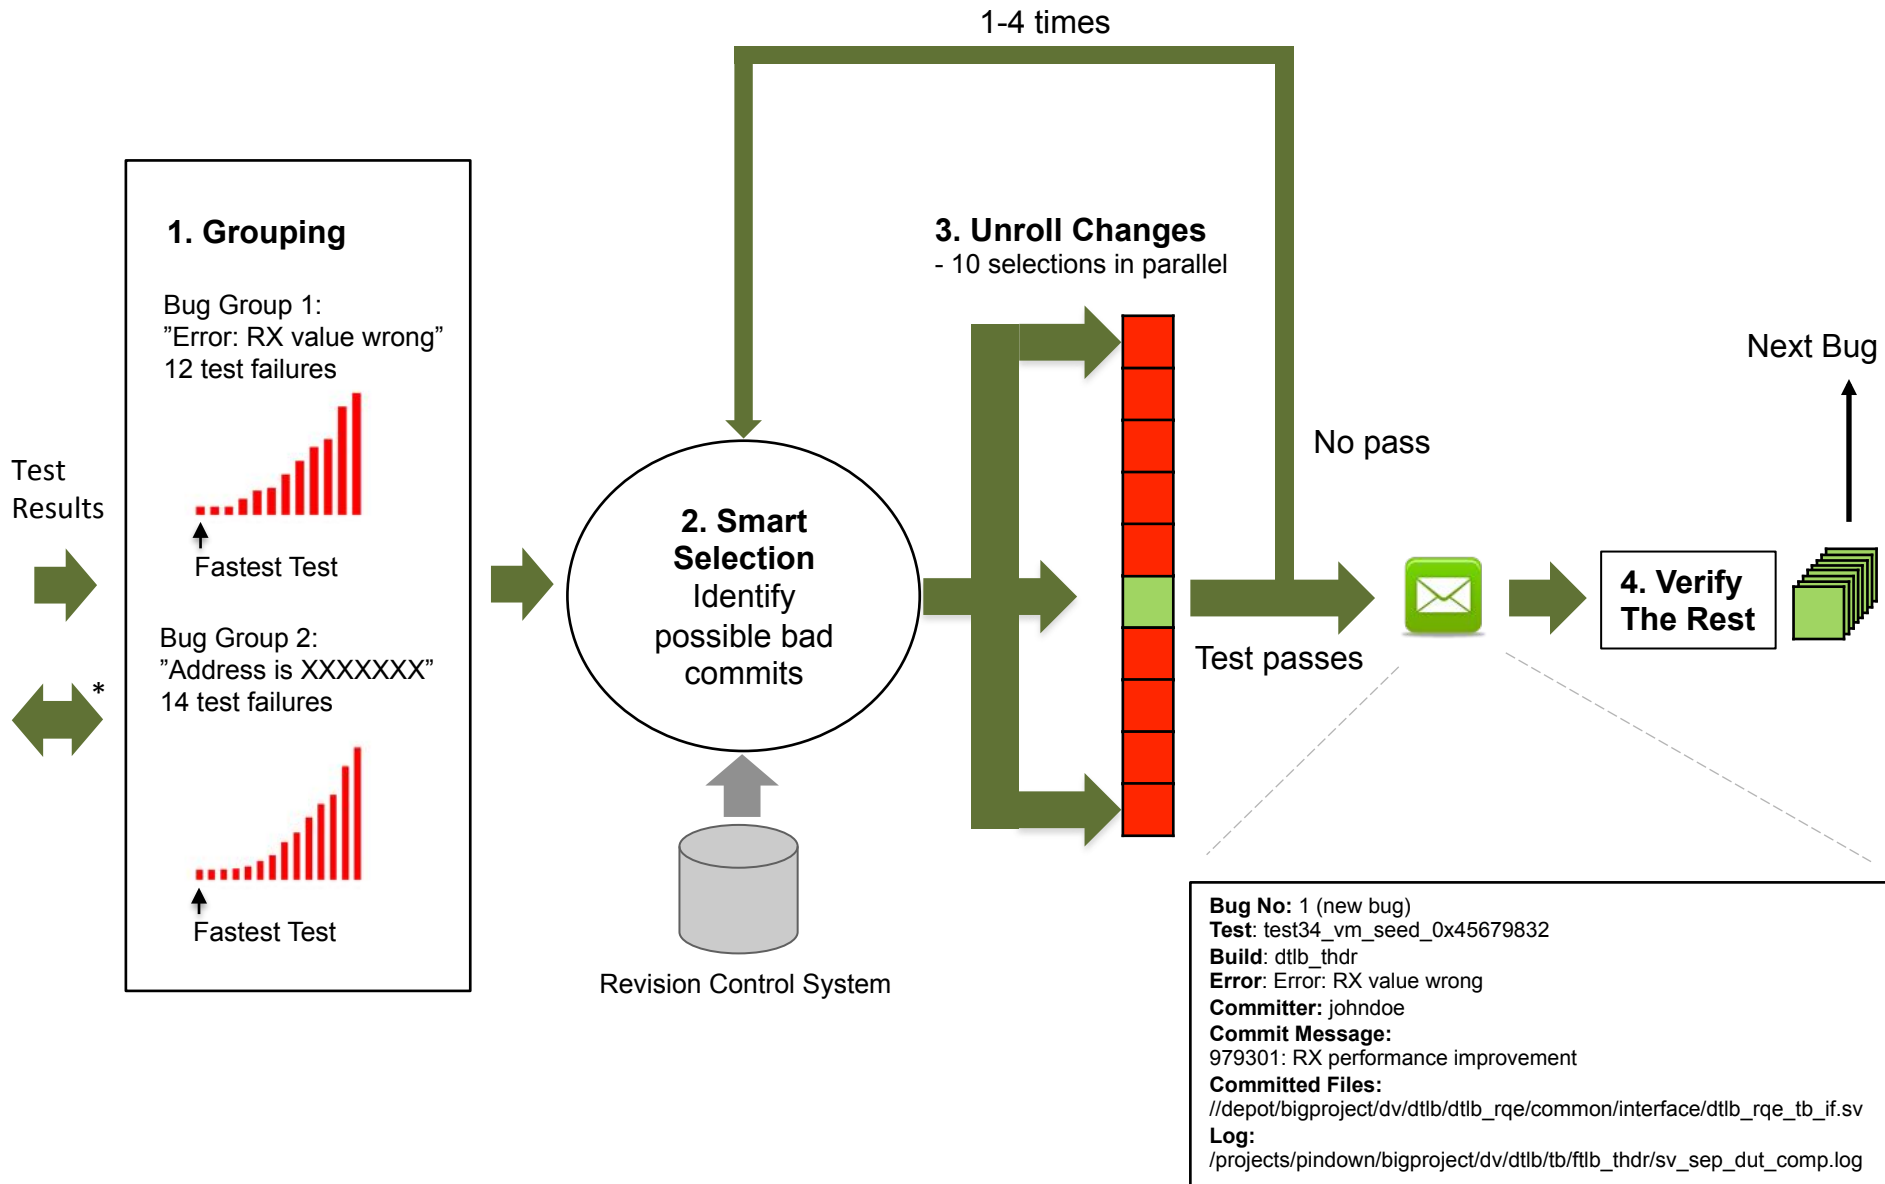 1-4 times
1. Grouping
Bug Group 1:
”Error: RX value wrong”
12 test failures
Fastest Test
Bug Group 2:
”Address is XXXXXXX”
14 test failures
Fastest Test
Test
Results
*
2. Smart
Selection
Identify
possible bad
commits
Revision Control System
3. Unroll Changes
- 10 selections in parallel
No pass
Test passes
4. Verify
The Rest
Next Bug
Bug No: 1 (new bug)
Test: test34_vm_seed_0x45679832
Build: dtlb_thdr
Error: Error: RX value wrong
Committer: johndoe
Commit Message:
979301: RX performance improvement
Committed Files:
//depot/bigproject/dv/dtlb/dtlb_rqe/common/interface/dtlb_rqe_tb_if.sv
Log:
/projects/pindown/bigproject/dv/dtlb/tb/ftlb_thdr/sv_sep_dut_comp.log